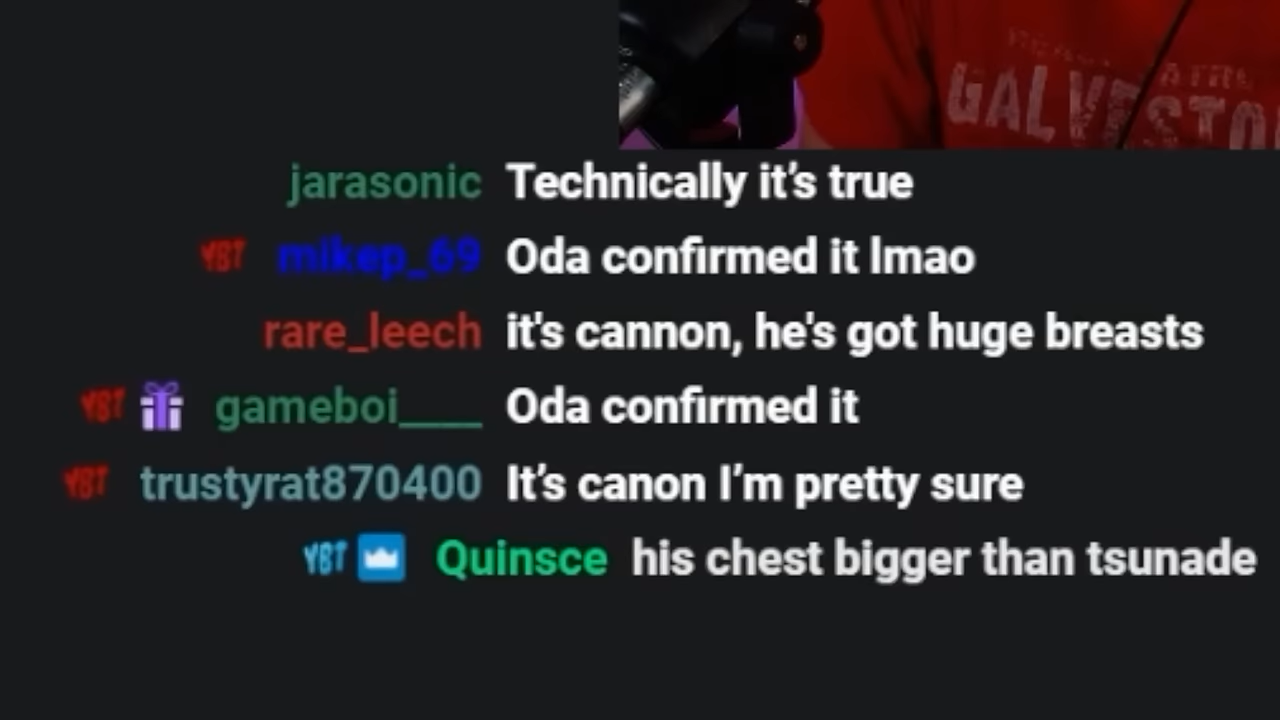 GALVESTO
jarasonic Technically it’s true
YBT mikep_69 Oda confirmed it lmao
rare_leech it's cannon, he's got huge breasts
YBT gameboi____ Oda confirmed it
YBT trustyrat870400 It’s canon I’m pretty sure
YBT Quinsce his chest bigger than tsunade